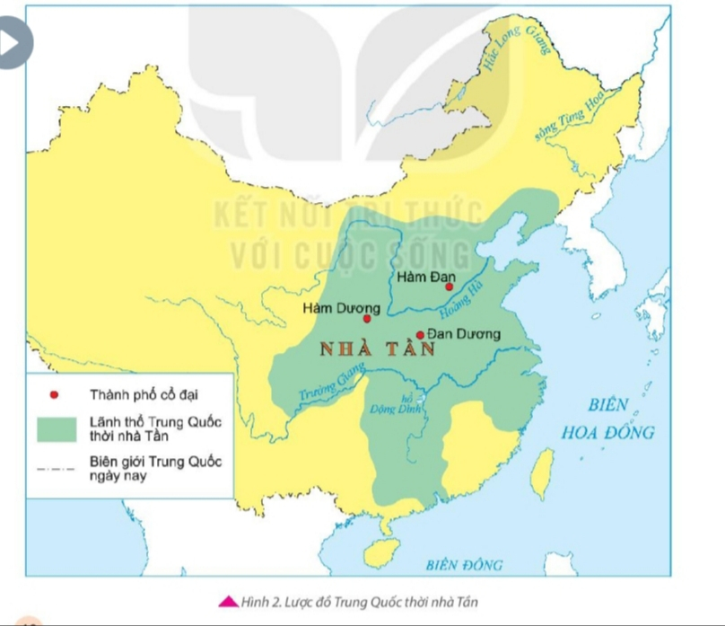 Hắc Long Giang
sông Tùng Hoa
KẾT NỐI TRI THỨC
VỚI CUỘC SỐNG
Hàm Đan
Hoàng Hà
Hàm Dương
Đan Dương
NHÀ TẦN
Trường Giang
hồ
Động Đình
BIỂN
HOA ĐÔNG
BIỂN ĐÔNG
Thành phố cổ đại
Lãnh thổ Trung Quốc
thời nhà Tần
Biên giới Trung Quốc
ngày nay
Hình 2. Lược đồ Trung Quốc thời nhà Tần